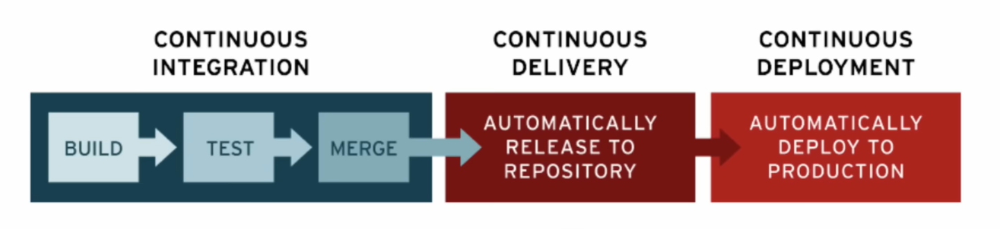 CONTINUOUS
INTEGRATION
BUILD
TEST
MERGE
CONTINUOUS
DELIVERY
AUTOMATICALLY
RELEASE TO
REPOSITORY
CONTINUOUS
DEPLOYMENT
AUTOMATICALLY
DEPLOY TO
PRODUCTION